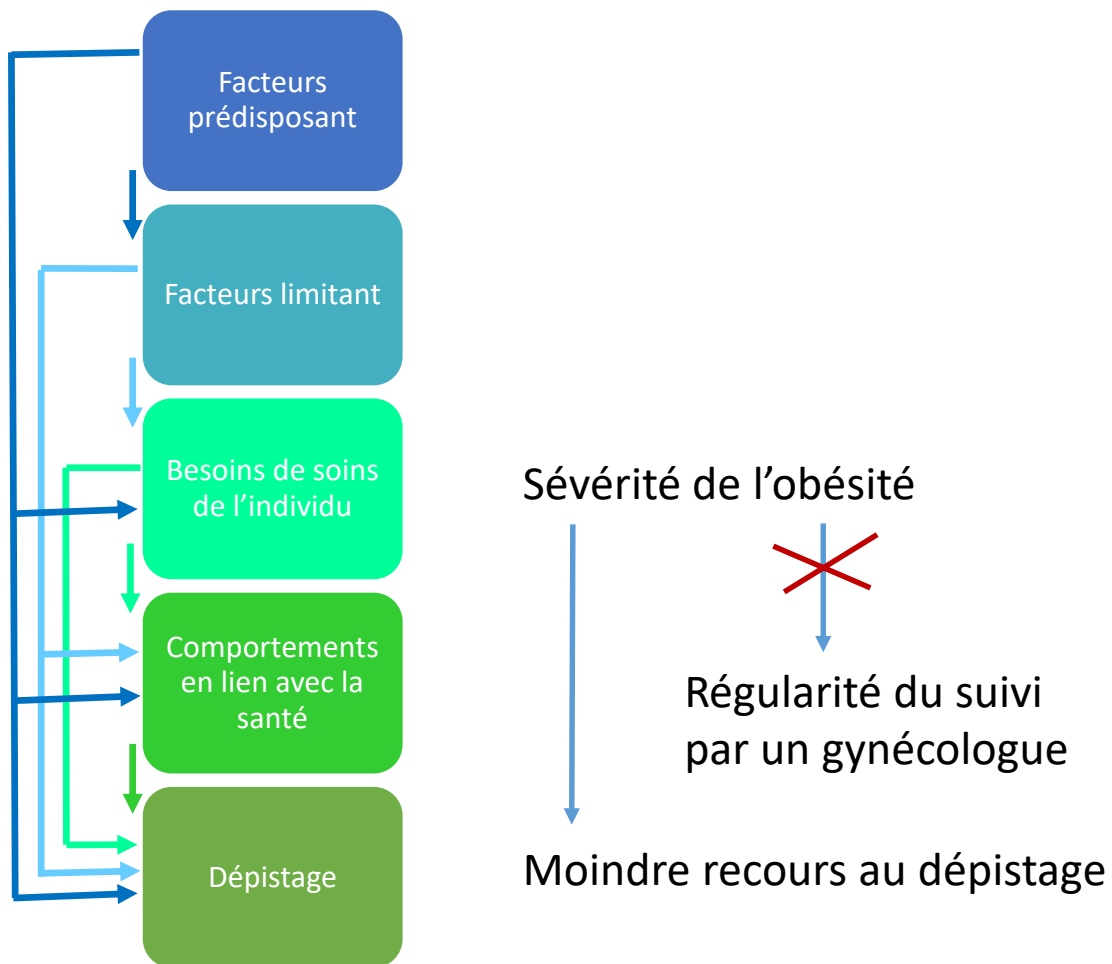 Facteurs
prédisposant
Facteurs limitant
Besoins de soins
de l'individu
Comportements
en lien avec la
santé
Dépistage
Sévérité de l'obésité
Régularité du suivi
par un gynécologue
Moindre recours au dépistage